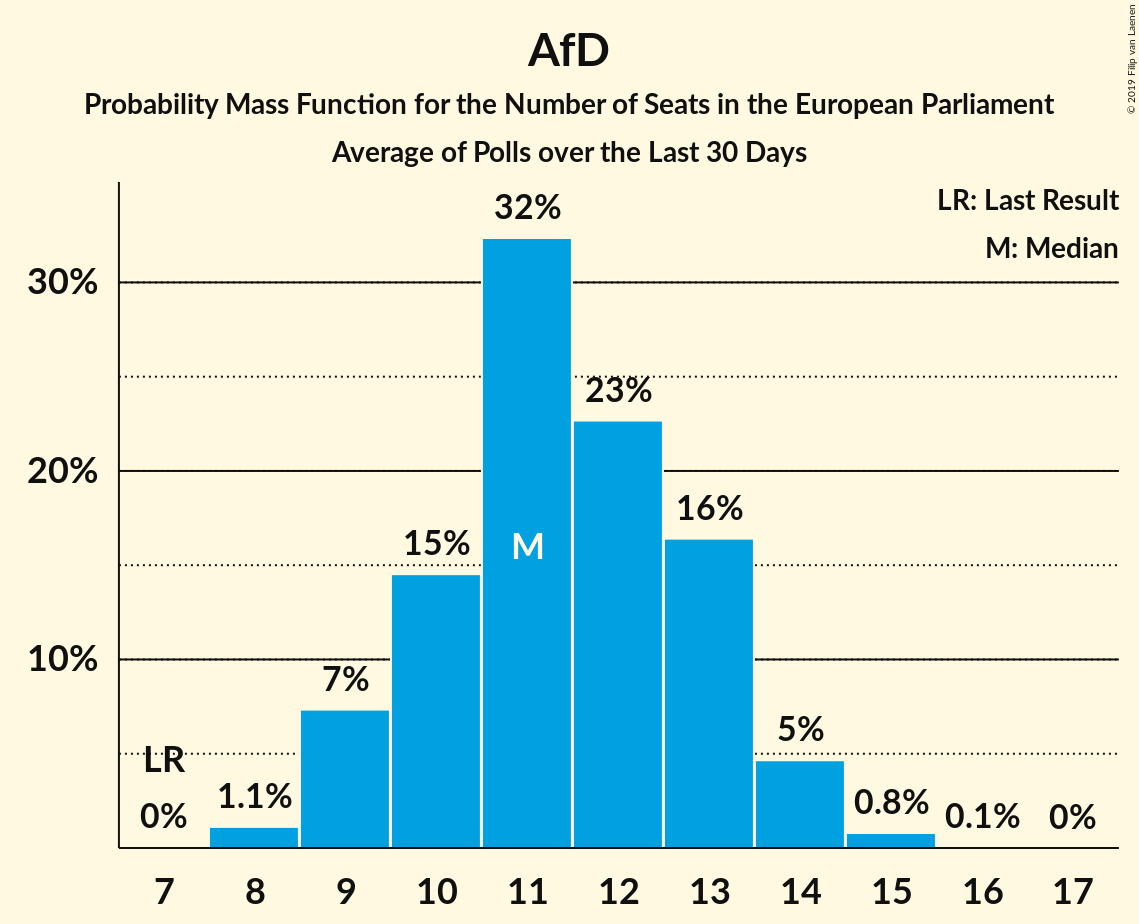 AfD
Probability Mass Function for the Number of Seats in the European Parliament
Average of Polls over the Last 30 Days
© 2019 Filip van Laenen
LR: Last Result
M: Median
30%
20%
10%
LR
0%
1.1%
7%
15%
32%
M
23%
16%
5%
0.8%
0.1%
0%
7 8 9 10 11 12 13 14 15 16 17